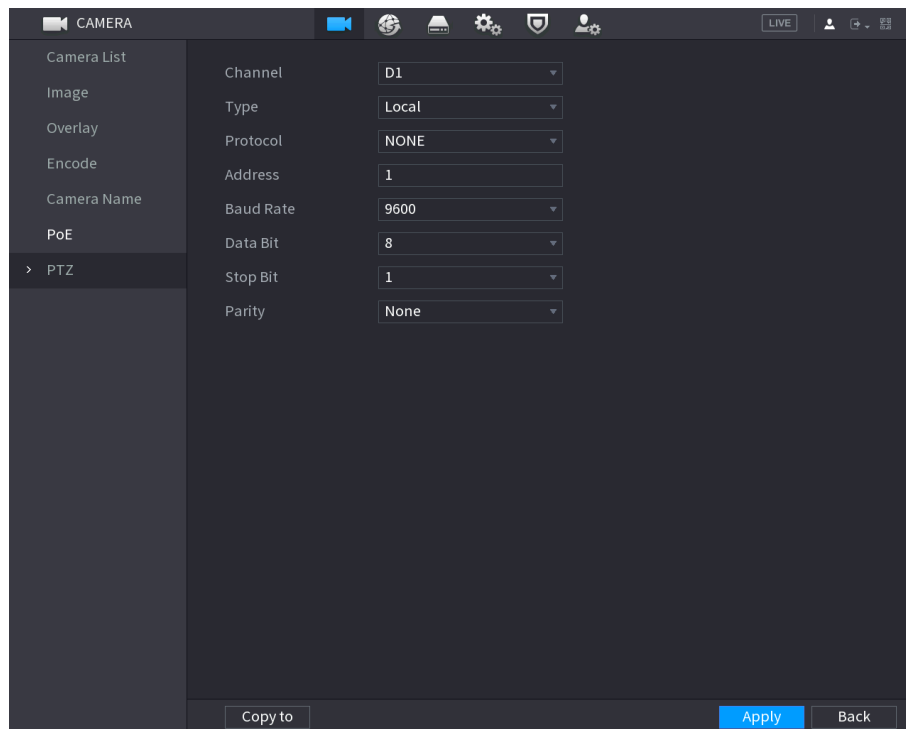 CAMERA
LIVE
Camera List
Image
Overlay
Encode
Camera Name
PoE
> PTZ
Channel D1
Type Local
Protocol NONE
Address 1
Baud Rate 9600
Data Bit 8
Stop Bit 1
Parity None
Copy to Apply Back